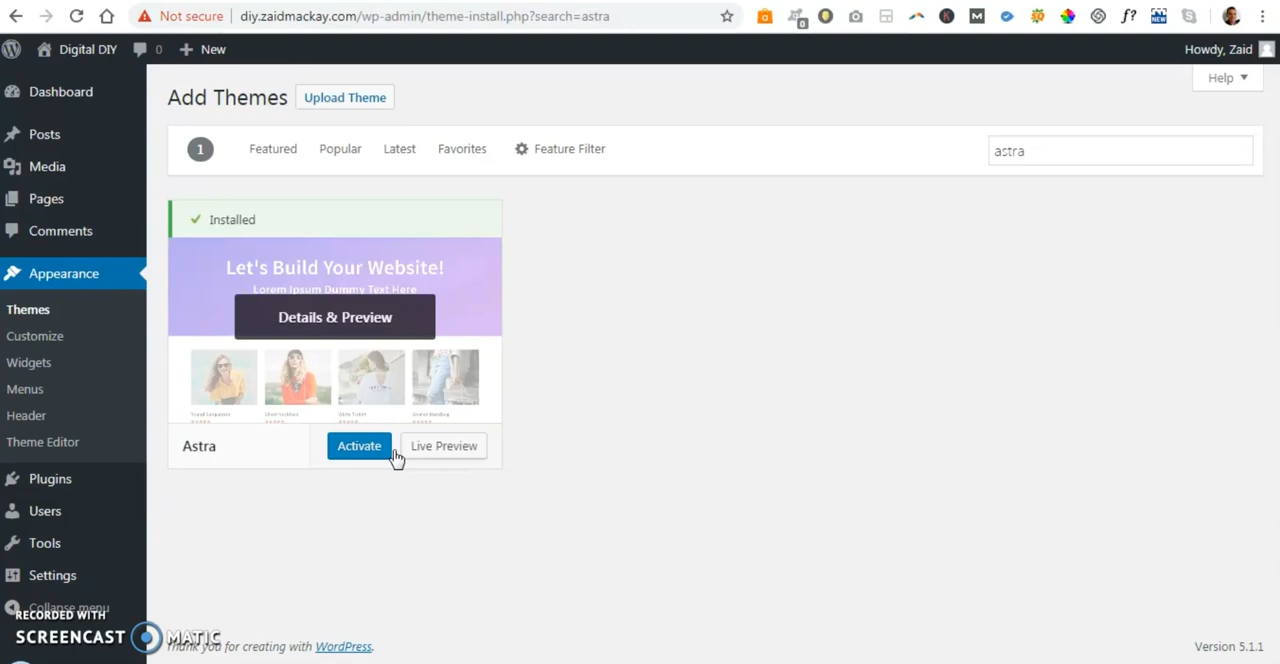 Not secure
diy.zaidmackay.com/wp-admin/theme-install.php?search=astra
0
M
f?
NEW
Digital DIY
0
New
Howdy, Zaid
Help
Dashboard
Posts
Media
Pages
Comments
Appearance
Themes
Customize
Widgets
Menus
Header
Theme Editor
Plugins
Users
Tools
Settings
Collapse menu
Add Themes
Upload Theme
1
Featured
Popular
Latest
Favorites
Feature Filter
astra
Installed
Let's Build Your Website!
Lorem Ipsum Dummy Text Here
Details & Preview
Astra
Activate
Live Preview
RECORDED WITH
SCREENCAST MATIC
Thank you for creating with WordPress.
Version 5.1.1